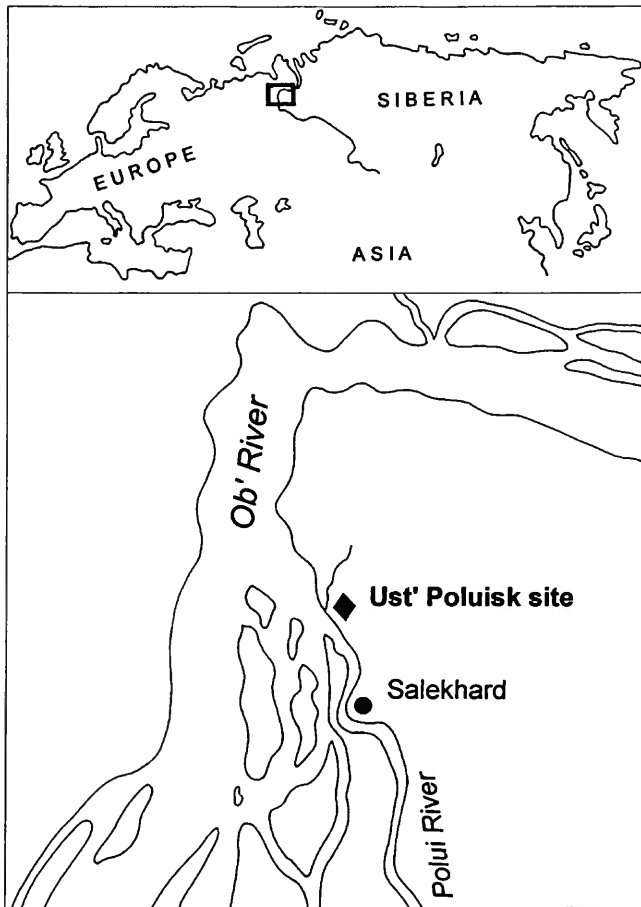 SIBERIA
EUROPE
ASIA
Ob' River
Ust' Poluisk site
Salekhard
Polui River